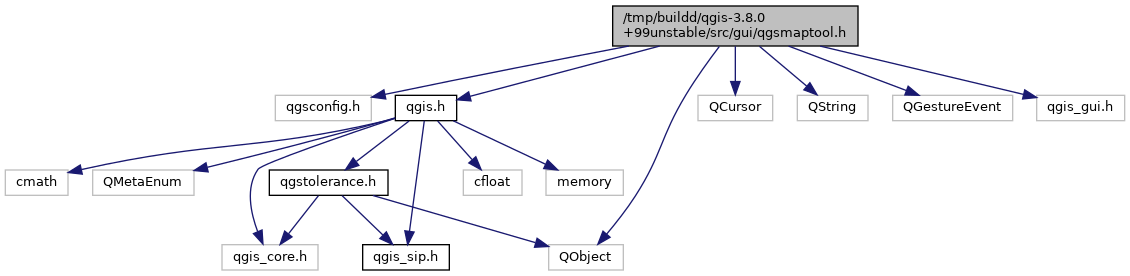 /tmp/buildd/qgis-3.8.0
+99unstable/src/gui/qgsmaptool.h
qgsconfig.h
qgis.h
QCursor
QString
QGestureEvent
qgis_gui.h
cmath
QMetaEnum
qgstolerance.h
cfloat
memory
qgis_core.h
qgis_sip.h
QObject